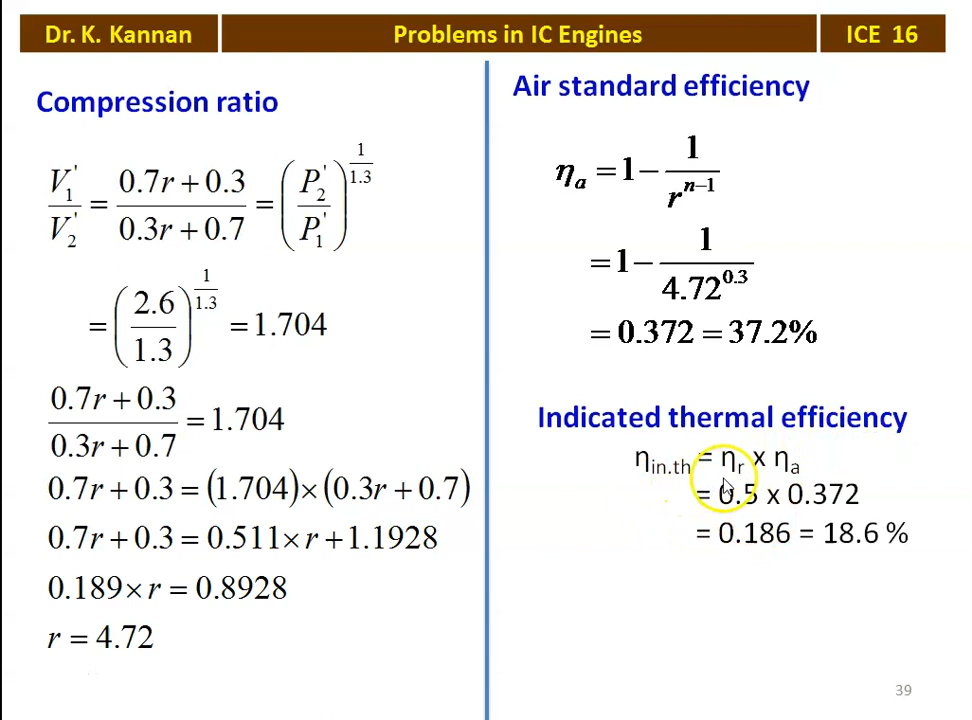 Dr. K. Kannan
Problems in IC Engines
ICE 16
Compression ratio
V₁'/V₂' = (0.7r + 0.3)/(0.3r + 0.7) = (P₂'/P₁')^(1/1.3)
= (2.6/1.3)^(1/1.3) = 1.704
(0.7r + 0.3)/(0.3r + 0.7) = 1.704
0.7r + 0.3 = (1.704)×(0.3r + 0.7)
0.7r + 0.3 = 0.511×r + 1.1928
0.189×r = 0.8928
r = 4.72
Air standard efficiency
ηₐ = 1 − 1/r^(n−1)
= 1 − 1/4.72^0.3
= 0.372 = 37.2%
Indicated thermal efficiency
η in.th = ηr x ηa
= 0.5 x 0.372
= 0.186 = 18.6 %
39